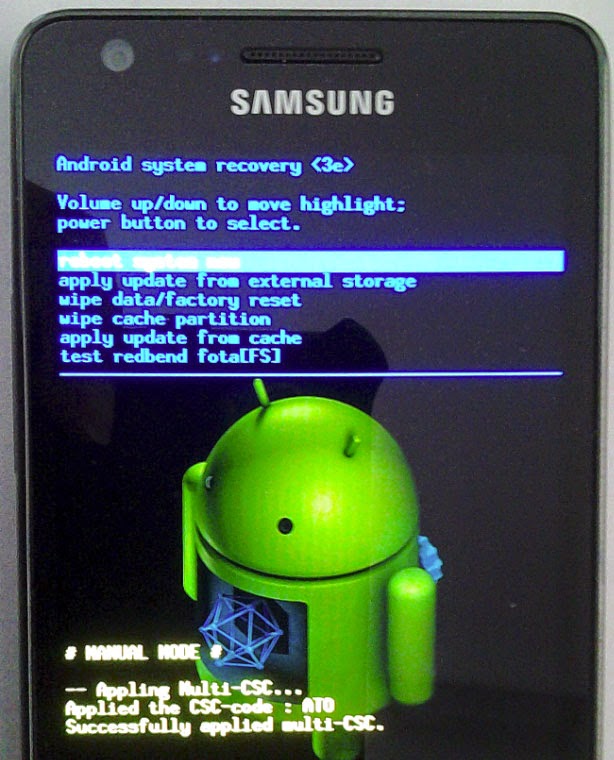 SAMSUNG
Android system recovery <3e>
Volume up/down to move highlight;
power button to select.
reboot system now
apply update from external storage
wipe data/factory reset
wipe cache partition
apply update from cache
test redbend fota[FS]
# MANUAL MODE #
-- Appling Multi-CSC...
Applied the CSC-code : ATO
Successfully applied multi-CSC.